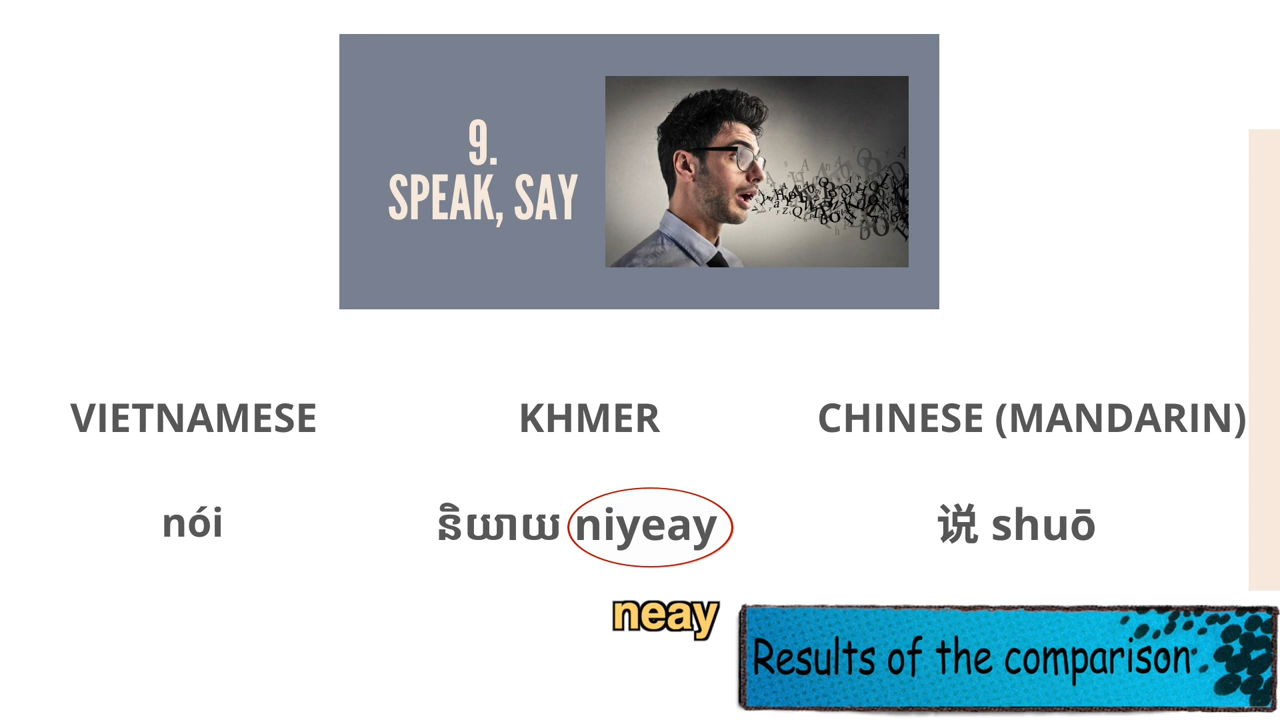 9.
SPEAK, SAY
VIETNAMESE KHMER CHINESE (MANDARIN)
nói និយាយ niyeay 说 shuō
neay
Results of the comparison